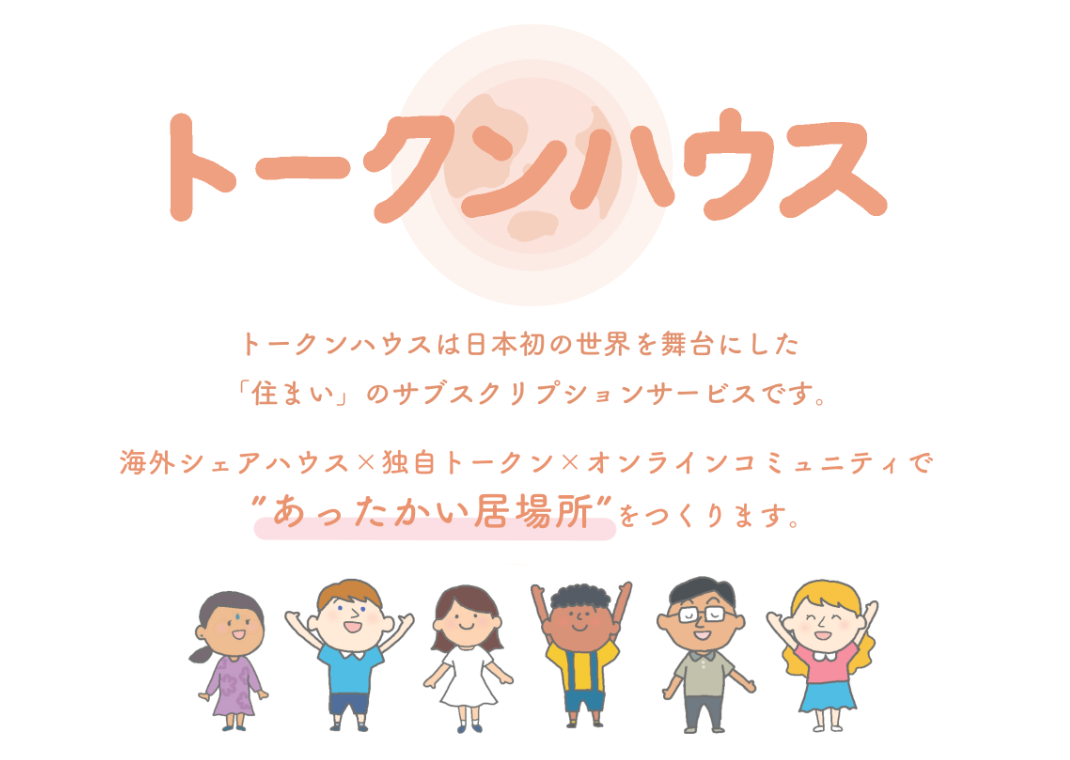 トークンハウス
トークンハウスは日本初の世界を舞台にした
「住まい」のサブスクリプションサービスです。
海外シェアハウス×独自トークン×オンラインコミュニティで
"あったかい居場所"をつくります。